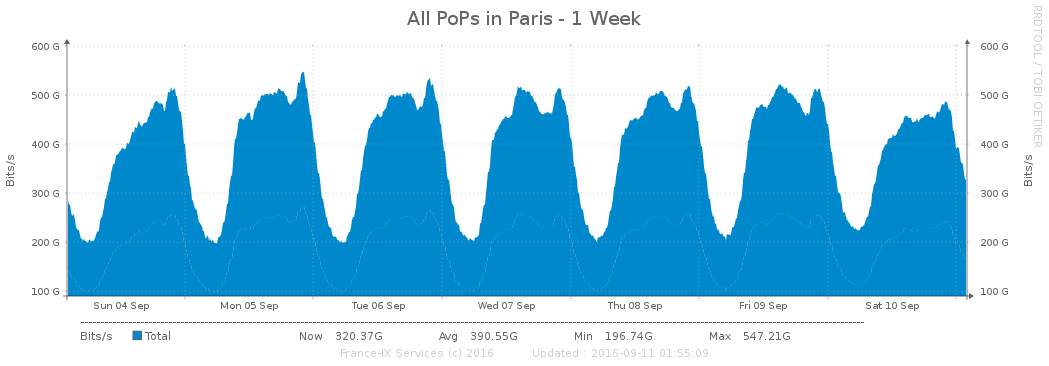 All PoPs in Paris - 1 Week
RRDTOOL / TOBI OETIKER
Bits/s
600 G 600 G
500 G 500 G
400 G 400 G
300 G 300 G
200 G 200 G
100 G 100 G
Bits/s
Sun 04 Sep Mon 05 Sep Tue 06 Sep Wed 07 Sep Thu 08 Sep Fri 09 Sep Sat 10 Sep
Bits/s Total Now 320.37G Avg 390.55G Min 196.74G Max 547.21G
France-IX Services (c) 2016 Updated : 2016-09-11 01:55:09